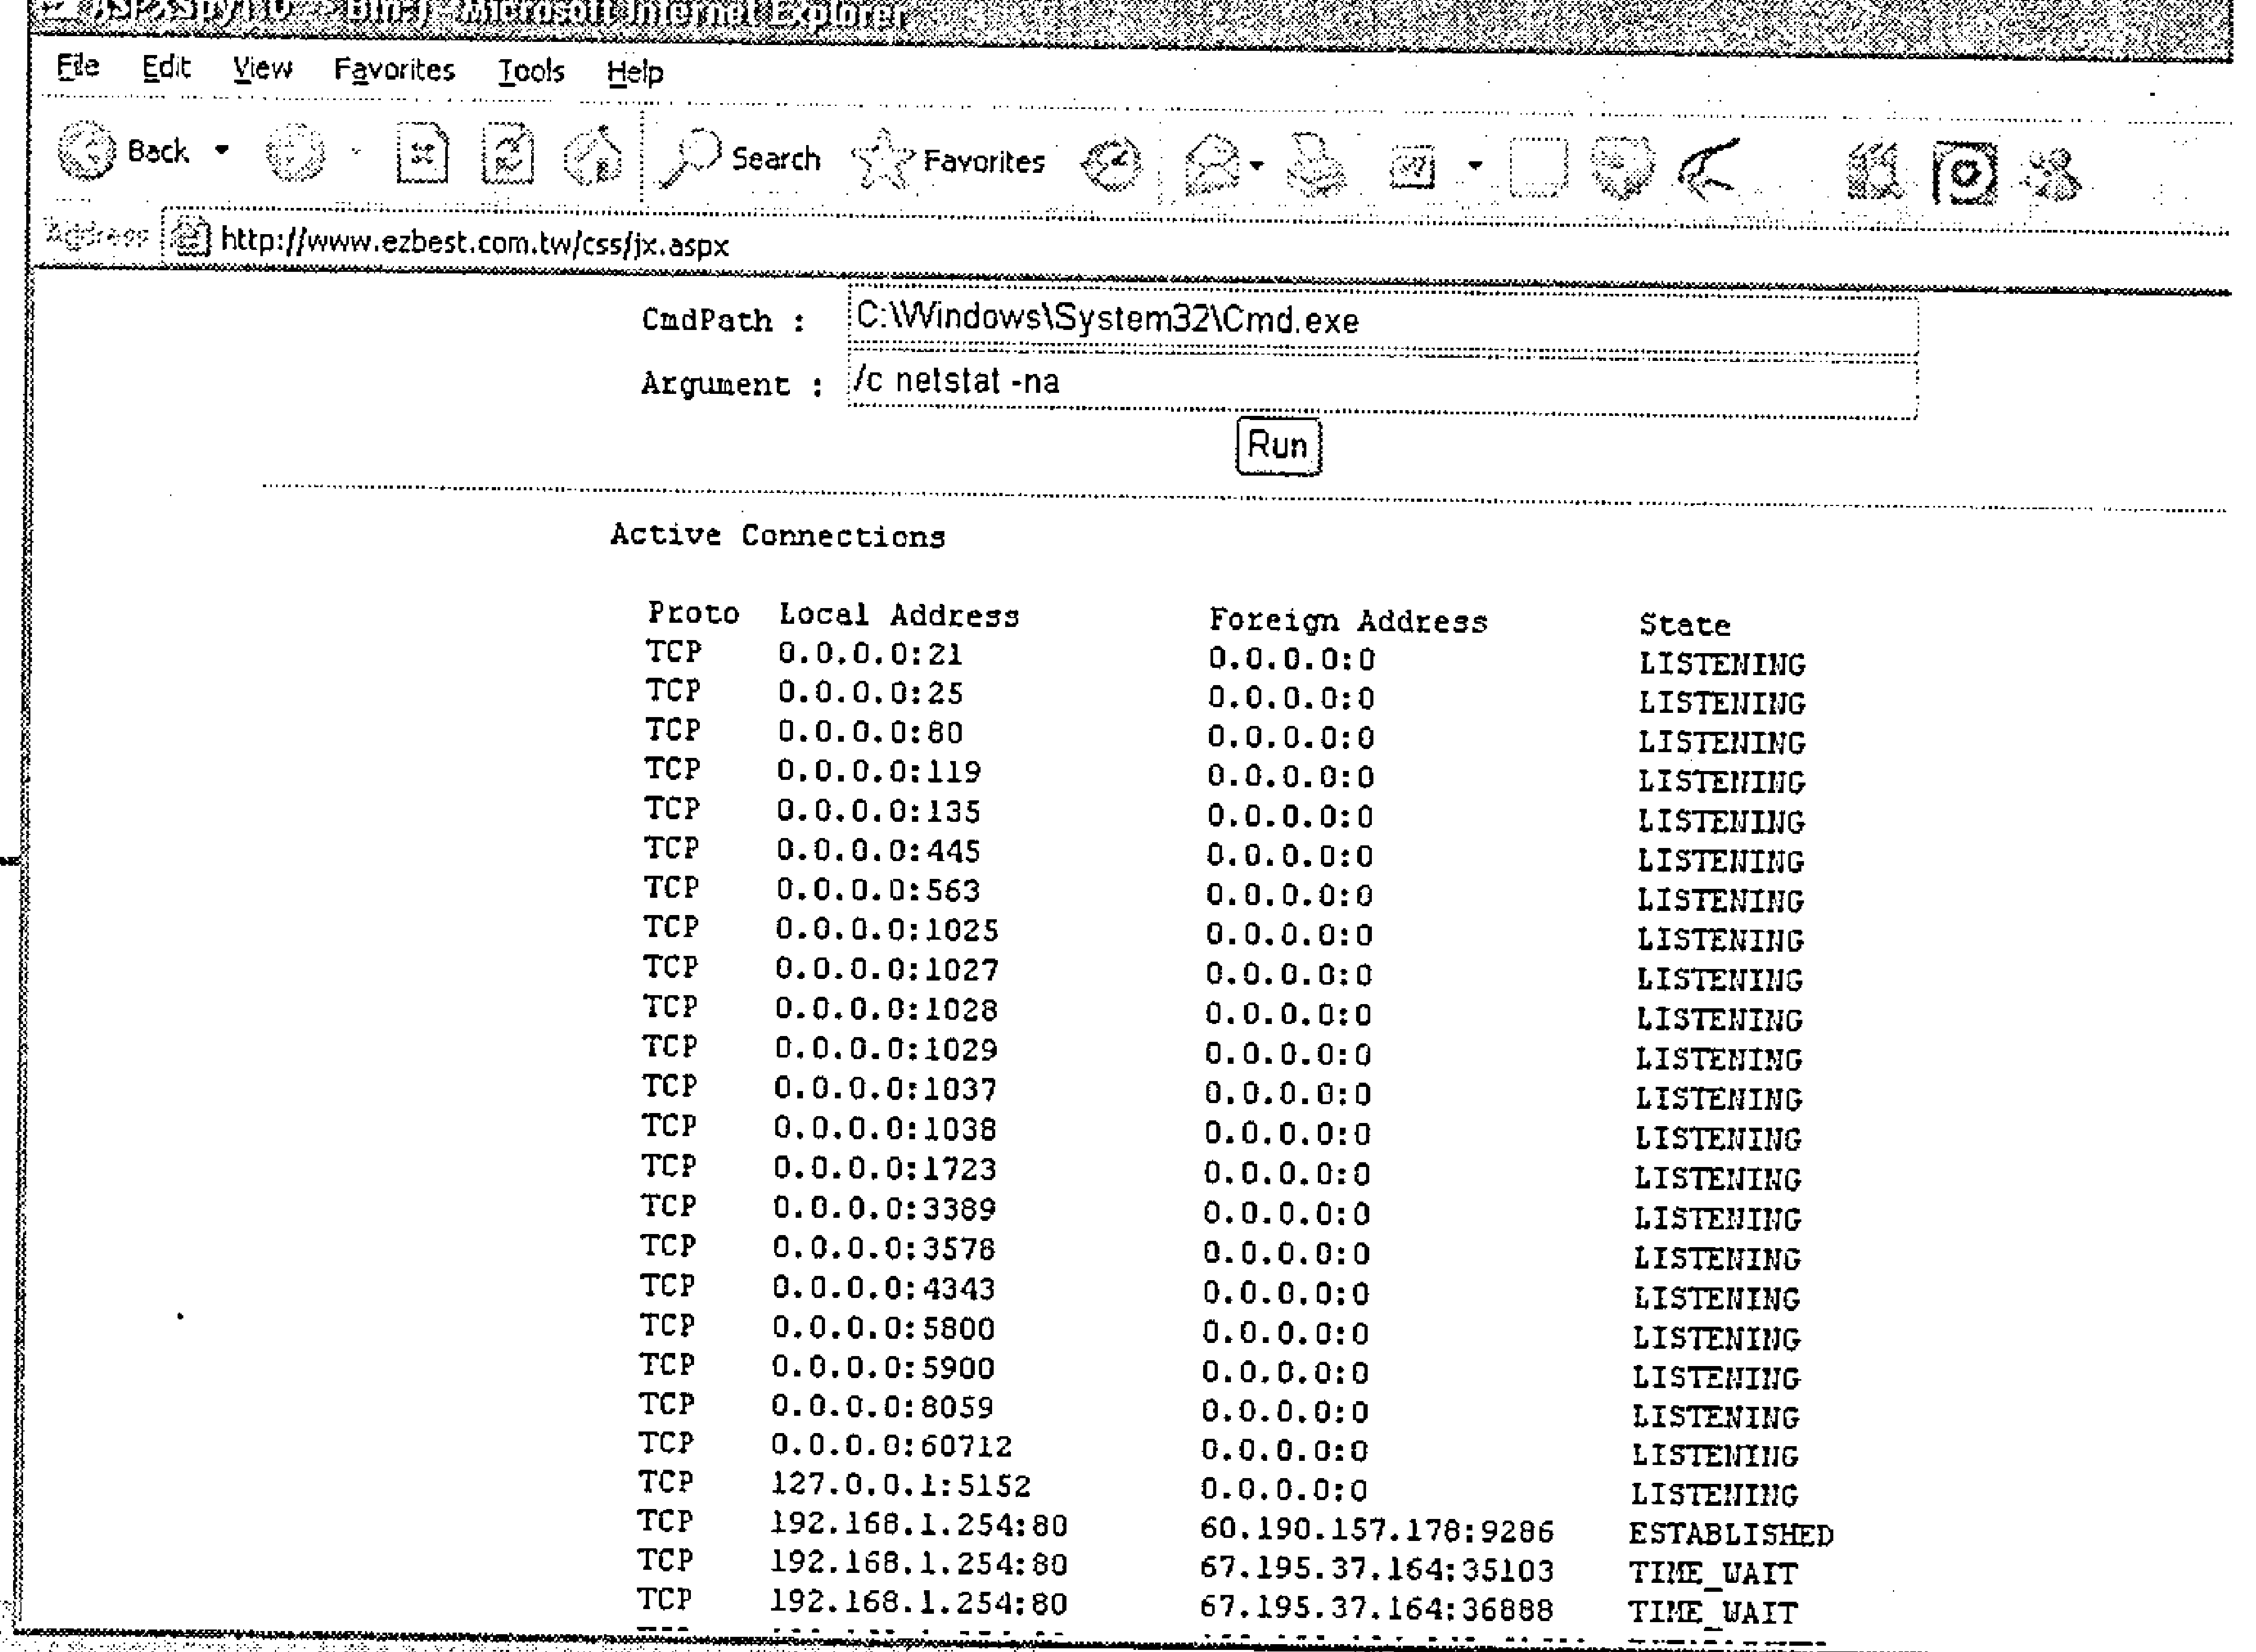 ASPXSpy1.0 -> Bin:) - Microsoft Internet Explorer
File Edit View Favorites Tools Help
Back Search Favorites
Address http://www.ezbest.com.tw/css/jx.aspx
CmdPath : C:\Windows\System32\Cmd.exe
Argument : /c netstat -na
Run
Active Connections
Proto Local Address Foreign Address State
TCP 0.0.0.0:21 0.0.0.0:0 LISTENING
TCP 0.0.0.0:25 0.0.0.0:0 LISTENING
TCP 0.0.0.0:80 0.0.0.0:0 LISTENING
TCP 0.0.0.0:119 0.0.0.0:0 LISTENING
TCP 0.0.0.0:135 0.0.0.0:0 LISTENING
TCP 0.0.0.0:445 0.0.0.0:0 LISTENING
TCP 0.0.0.0:563 0.0.0.0:0 LISTENING
TCP 0.0.0.0:1025 0.0.0.0:0 LISTENING
TCP 0.0.0.0:1027 0.0.0.0:0 LISTENING
TCP 0.0.0.0:1028 0.0.0.0:0 LISTENING
TCP 0.0.0.0:1029 0.0.0.0:0 LISTENING
TCP 0.0.0.0:1037 0.0.0.0:0 LISTENING
TCP 0.0.0.0:1038 0.0.0.0:0 LISTENING
TCP 0.0.0.0:1723 0.0.0.0:0 LISTENING
TCP 0.0.0.0:3389 0.0.0.0:0 LISTENING
TCP 0.0.0.0:3578 0.0.0.0:0 LISTENING
TCP 0.0.0.0:4343 0.0.0.0:0 LISTENING
TCP 0.0.0.0:5800 0.0.0.0:0 LISTENING
TCP 0.0.0.0:5900 0.0.0.0:0 LISTENING
TCP 0.0.0.0:8059 0.0.0.0:0 LISTENING
TCP 0.0.0.0:60712 0.0.0.0:0 LISTENING
TCP 127.0.0.1:5152 0.0.0.0:0 LISTENING
TCP 192.168.1.254:80 60.190.157.178:9286 ESTABLISHED
TCP 192.168.1.254:80 67.195.37.164:35103 TIME_WAIT
TCP 192.168.1.254:80 67.195.37.164:36888 TIME_WAIT